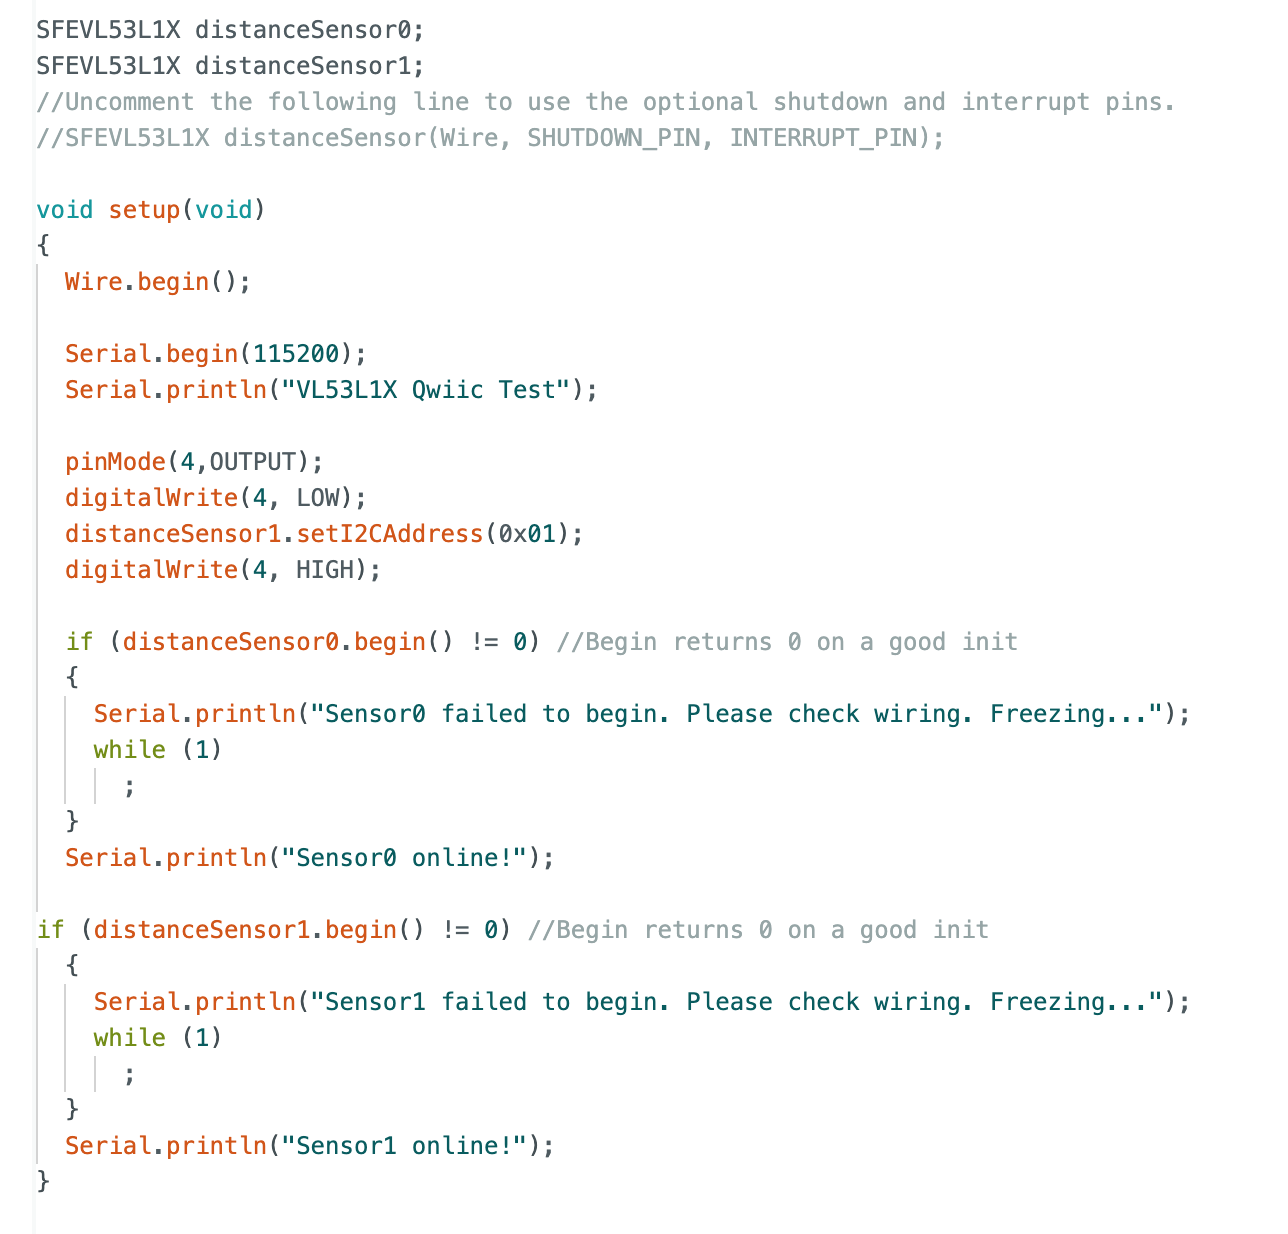 SFEVL53L1X distanceSensor0;
SFEVL53L1X distanceSensor1;
//Uncomment the following line to use the optional shutdown and interrupt pins.
//SFEVL53L1X distanceSensor(Wire, SHUTDOWN_PIN, INTERRUPT_PIN);

void setup(void)
{
  Wire.begin();

  Serial.begin(115200);
  Serial.println("VL53L1X Qwiic Test");

  pinMode(4,OUTPUT);
  digitalWrite(4, LOW);
  distanceSensor1.setI2CAddress(0x01);
  digitalWrite(4, HIGH);

  if (distanceSensor0.begin() != 0) //Begin returns 0 on a good init
  {
    Serial.println("Sensor0 failed to begin. Please check wiring. Freezing...");
    while (1)
      ;
  }
  Serial.println("Sensor0 online!");

if (distanceSensor1.begin() != 0) //Begin returns 0 on a good init
  {
    Serial.println("Sensor1 failed to begin. Please check wiring. Freezing...");
    while (1)
      ;
  }
  Serial.println("Sensor1 online!");
}